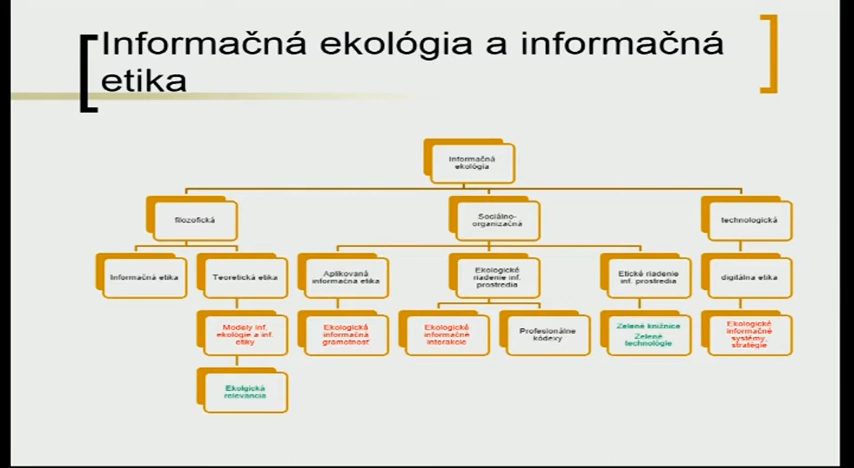 Informačná ekológia a informačná
etika
Informačná
ekológia
filozofická
Sociálno-
organizačná
technologická
Informačná etika
Teoretická etika
Aplikovaná
informačná etika
Ekologické
riadenie inf.
prostredia
Etické riadenie
inf. prostredia
digitálna etika
Modely inf.
ekológie a inf.
etiky
Ekologická
informačná
gramotnosť
Ekologické
informačné
interakcie
Profesionálne
kódexy
Zelené knižnice
Zelené
technológie
Ekologické
informačné
systémy,
stratégie
Ekolgická
relevancia